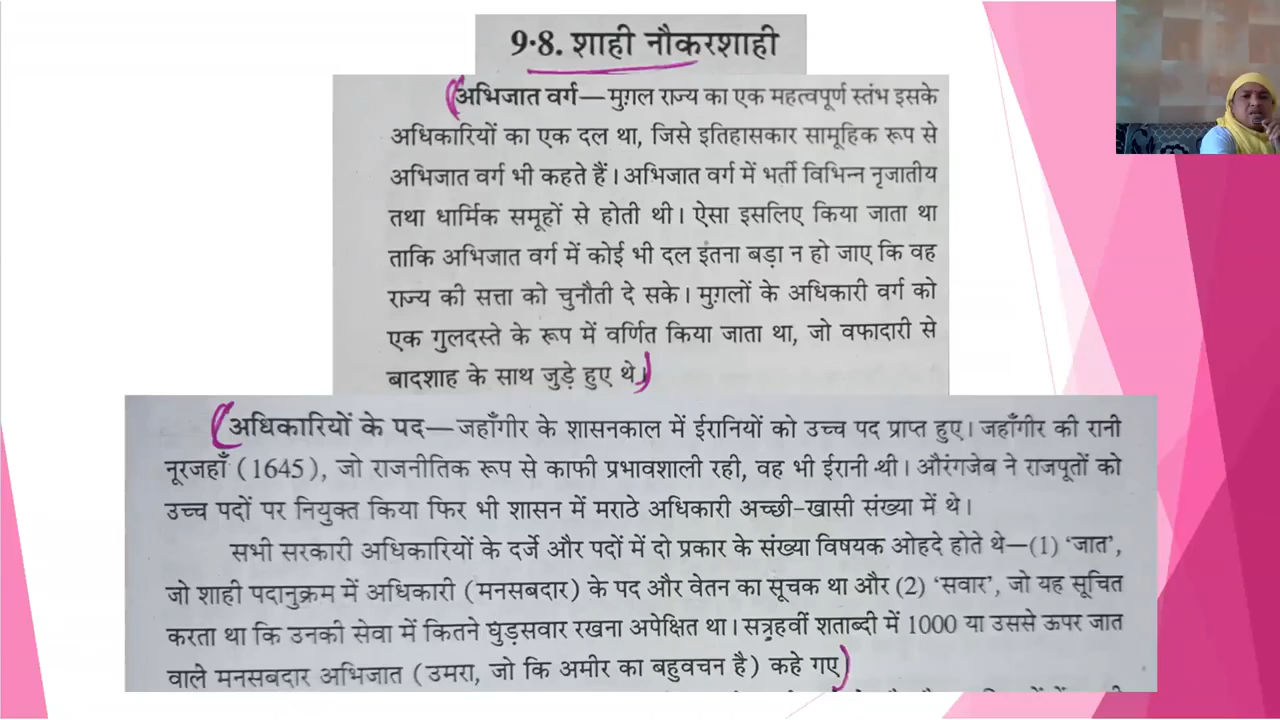 9·8. शाही नौकरशाही
अभिजात वर्ग—मुग़ल राज्य का एक महत्वपूर्ण स्तंभ इसके
अधिकारियों का एक दल था, जिसे इतिहासकार सामूहिक रूप से
अभिजात वर्ग भी कहते हैं। अभिजात वर्ग में भर्ती विभिन्न नृजातीय
तथा धार्मिक समूहों से होती थी। ऐसा इसलिए किया जाता था
ताकि अभिजात वर्ग में कोई भी दल इतना बड़ा न हो जाए कि वह
राज्य की सत्ता को चुनौती दे सके। मुग़लों के अधिकारी वर्ग को
एक गुलदस्ते के रूप में वर्णित किया जाता था, जो वफादारी से
बादशाह के साथ जुड़े हुए थे।
अधिकारियों के पद—जहाँगीर के शासनकाल में ईरानियों को उच्च पद प्राप्त हुए। जहाँगीर की रानी
नूरजहाँ (1645), जो राजनीतिक रूप से काफी प्रभावशाली रही, वह भी ईरानी थी। औरंगजेब ने राजपूतों को
उच्च पदों पर नियुक्त किया फिर भी शासन में मराठे अधिकारी अच्छी-खासी संख्या में थे।
सभी सरकारी अधिकारियों के दर्जे और पदों में दो प्रकार के संख्या विषयक ओहदे होते थे—(1) ‘जात’,
जो शाही पदानुक्रम में अधिकारी (मनसबदार) के पद और वेतन का सूचक था और (2) ‘सवार’, जो यह सूचित
करता था कि उनकी सेवा में कितने घुड़सवार रखना अपेक्षित था। सत्रहवीं शताब्दी में 1000 या उससे ऊपर जात
वाले मनसबदार अभिजात (उमरा, जो कि अमीर का बहुवचन है) कहे गए